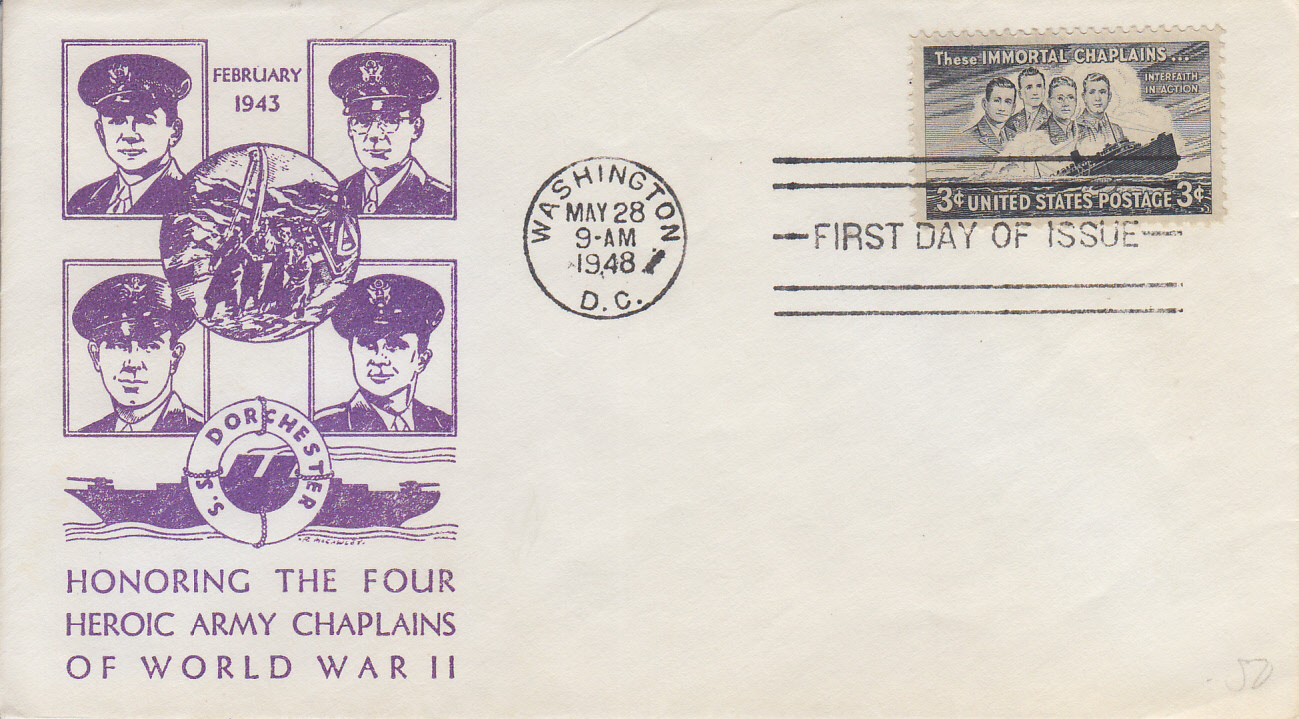 FEBRUARY
1943
S.S. DORCHESTER
HONORING THE FOUR
HEROIC ARMY CHAPLAINS
OF WORLD WAR II
WASHINGTON
MAY 28
9-AM
1948
D.C.
These IMMORTAL CHAPLAINS...
INTERFAITH
IN ACTION
3¢ UNITED STATES POSTAGE 3¢
FIRST DAY OF ISSUE